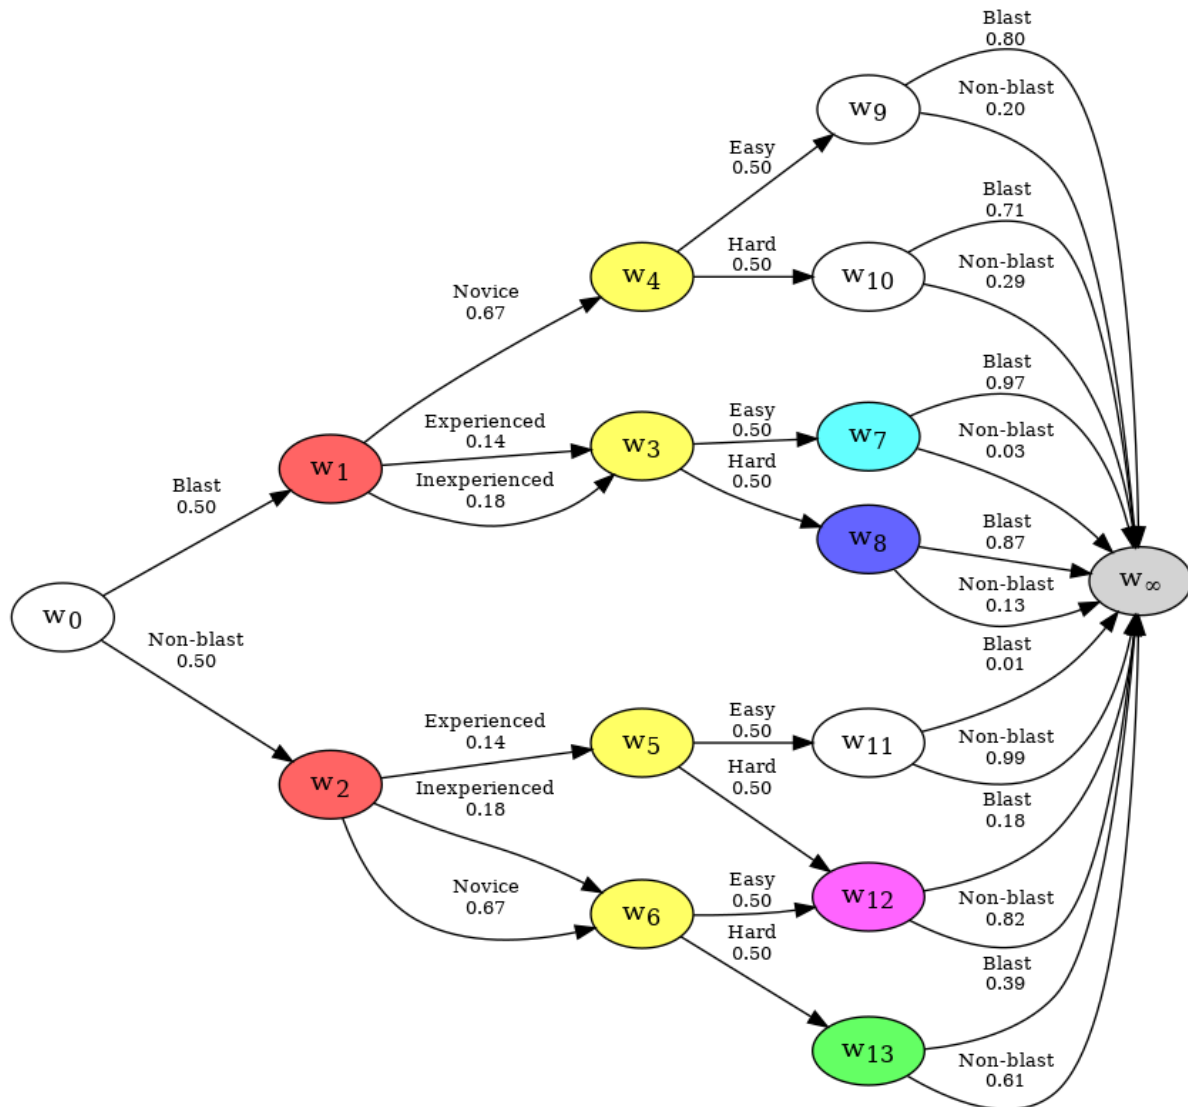 Blast
0.80
w9
Non-blast
0.20
Easy
0.50
Blast
0.71
Hard
0.50
w4
w10
Non-blast
0.29
Novice
0.67
Blast
0.97
Experienced
0.14
Easy
0.50
w7
w3
Non-blast
0.03
w1
Inexperienced
0.18
Hard
0.50
Blast
0.50
Blast
0.87
w8
w∞
Non-blast
0.13
w0
Non-blast
0.50
Blast
0.01
Experienced
0.14
Easy
0.50
w5
w11
Non-blast
0.99
w2
Inexperienced
0.18
Hard
0.50
Blast
0.18
Novice
0.67
Easy
0.50
w12
w6
Non-blast
0.82
Hard
0.50
Blast
0.39
w13
Non-blast
0.61